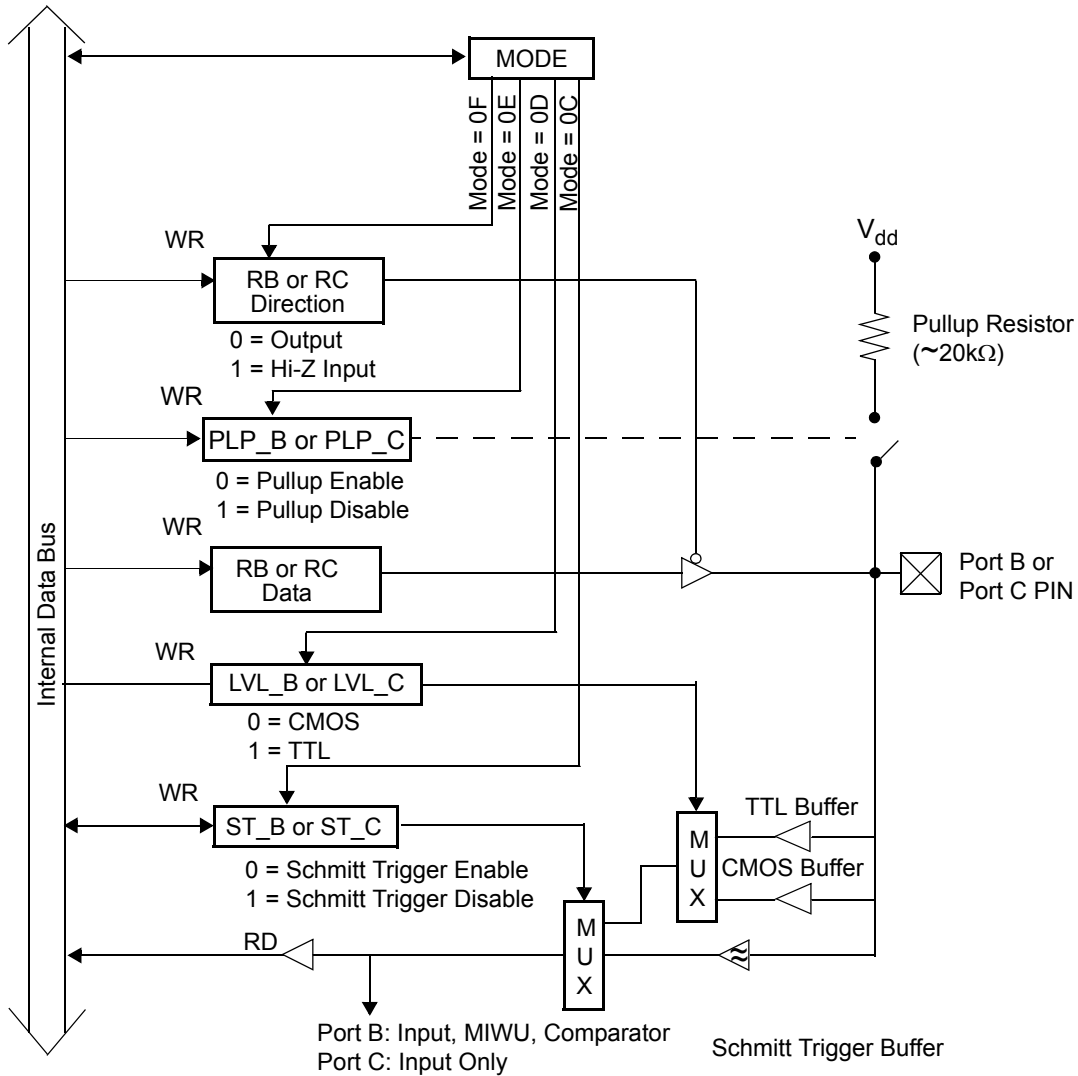 MODE
Mode = 0F
Mode = 0E
Mode = 0D
Mode = 0C
WR
RB or RC
Direction
0 = Output
1 = Hi-Z Input
V_dd
Pullup Resistor
(~20kΩ)
WR
PLP_B or PLP_C
0 = Pullup Enable
1 = Pullup Disable
WR
RB or RC
Data
Port B or
Port C PIN
Internal Data Bus
WR
LVL_B or LVL_C
0 = CMOS
1 = TTL
WR
ST_B or ST_C
0 = Schmitt Trigger Enable
1 = Schmitt Trigger Disable
TTL Buffer
CMOS Buffer
M
U
X
M
U
X
≈
RD
Port B: Input, MIWU, Comparator
Port C: Input Only
Schmitt Trigger Buffer